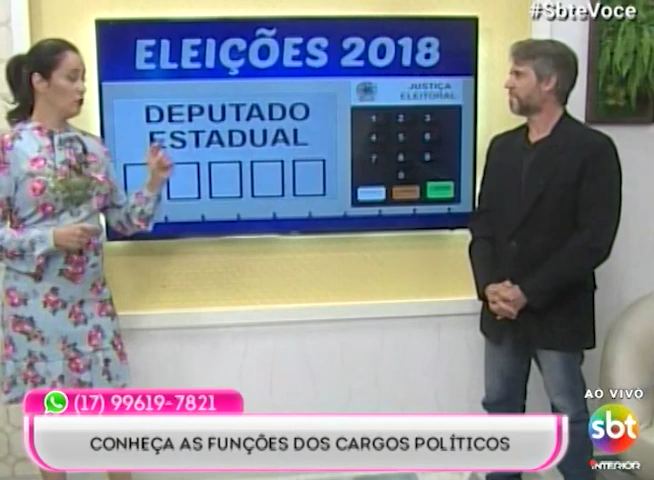 #SbteVoce
ELEIÇÕES 2018
JUSTIÇA
ELEITORAL
DEPUTADO
ESTADUAL
1 2 3
4 5 6
7 8 9
0
(17) 99619-7821
CONHEÇA AS FUNÇÕES DOS CARGOS POLÍTICOS
AO VIVO
sbt
INTERIOR